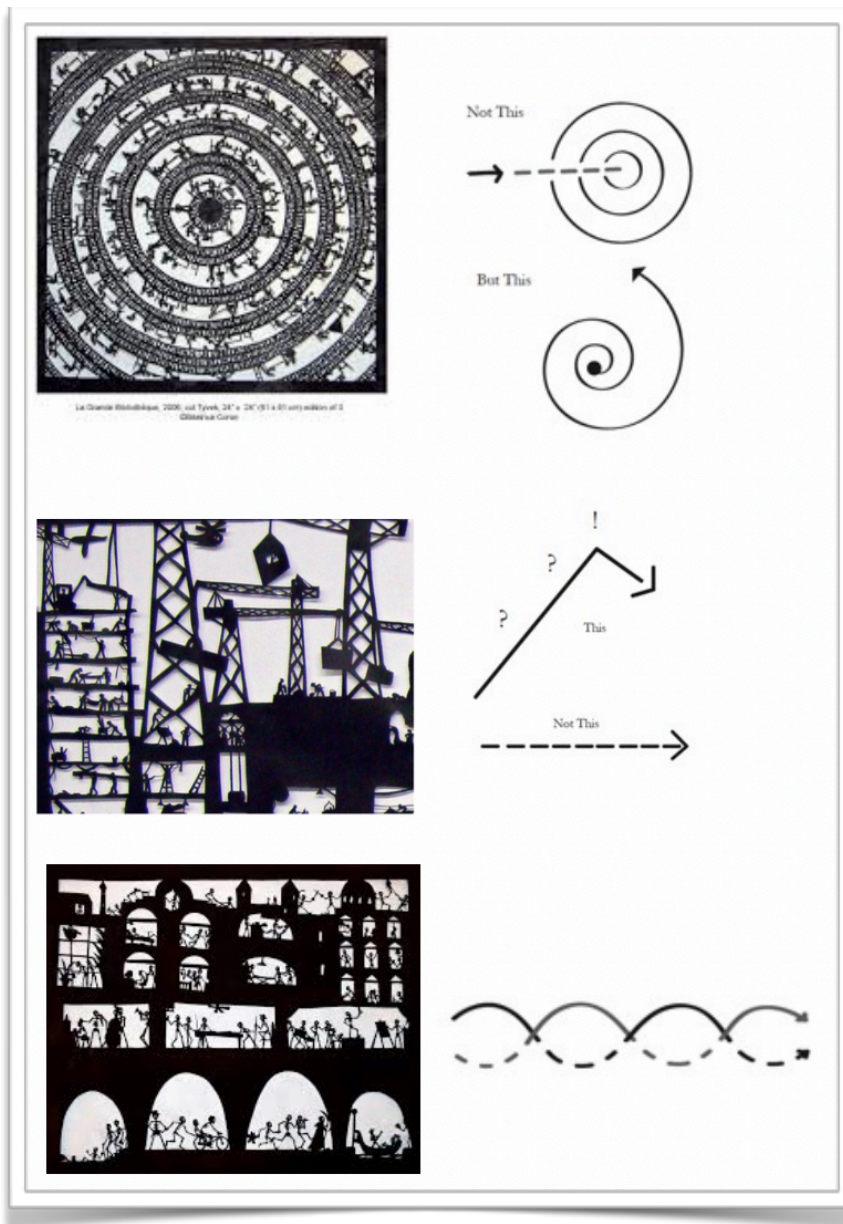 Not This
But This
La Grande Bibliothèque, 2006; cut Tyvek, 24" x 24" (61 x 61 cm) edition of 3
!
?
?
This
Not This